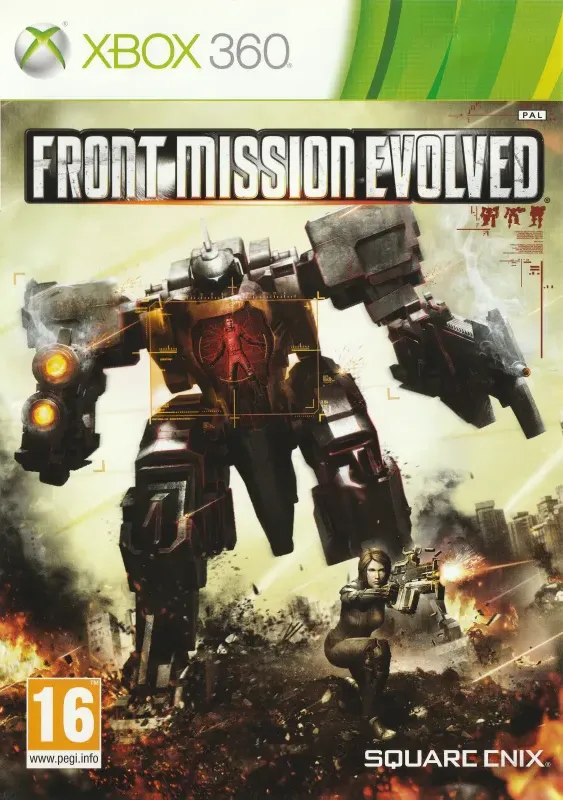 XBOX 360
PAL
FRONT MISSION EVOLVED
16
www.pegi.info
SQUARE ENIX